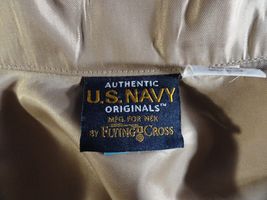 AUTHENTIC
U.S. NAVY
ORIGINALS™
MFG. FOR NEX
BY FLYING CROSS